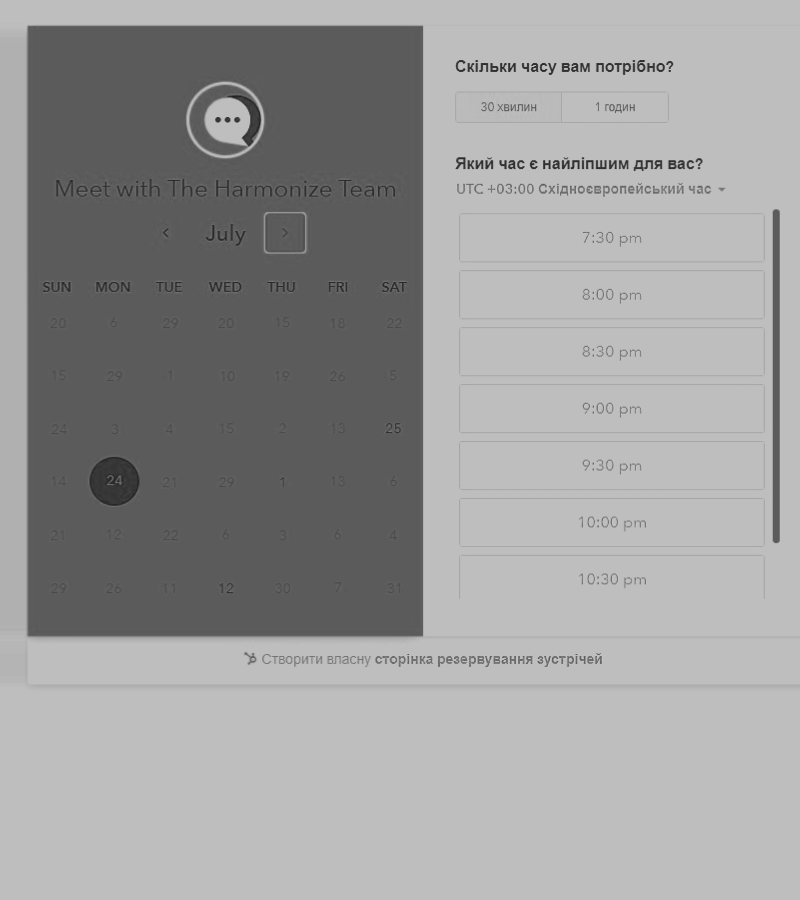 Meet with The Harmonize Team
July
SUN MON TUE WED THU FRI SAT
20 6 29 20 15 18 22
15 29 1 10 19 26 5
24 3 4 15 2 13 25
14 24 21 29 1 13 6
21 12 22 6 3 6 4
29 26 11 12 30 7 31
Скільки часу вам потрібно?
30 хвилин 1 годин
Який час є найліпшим для вас?
UTC +03:00 Східноєвропейський час
7:30 pm
8:00 pm
8:30 pm
9:00 pm
9:30 pm
10:00 pm
10:30 pm
Створити власну сторінка резервування зустрічей